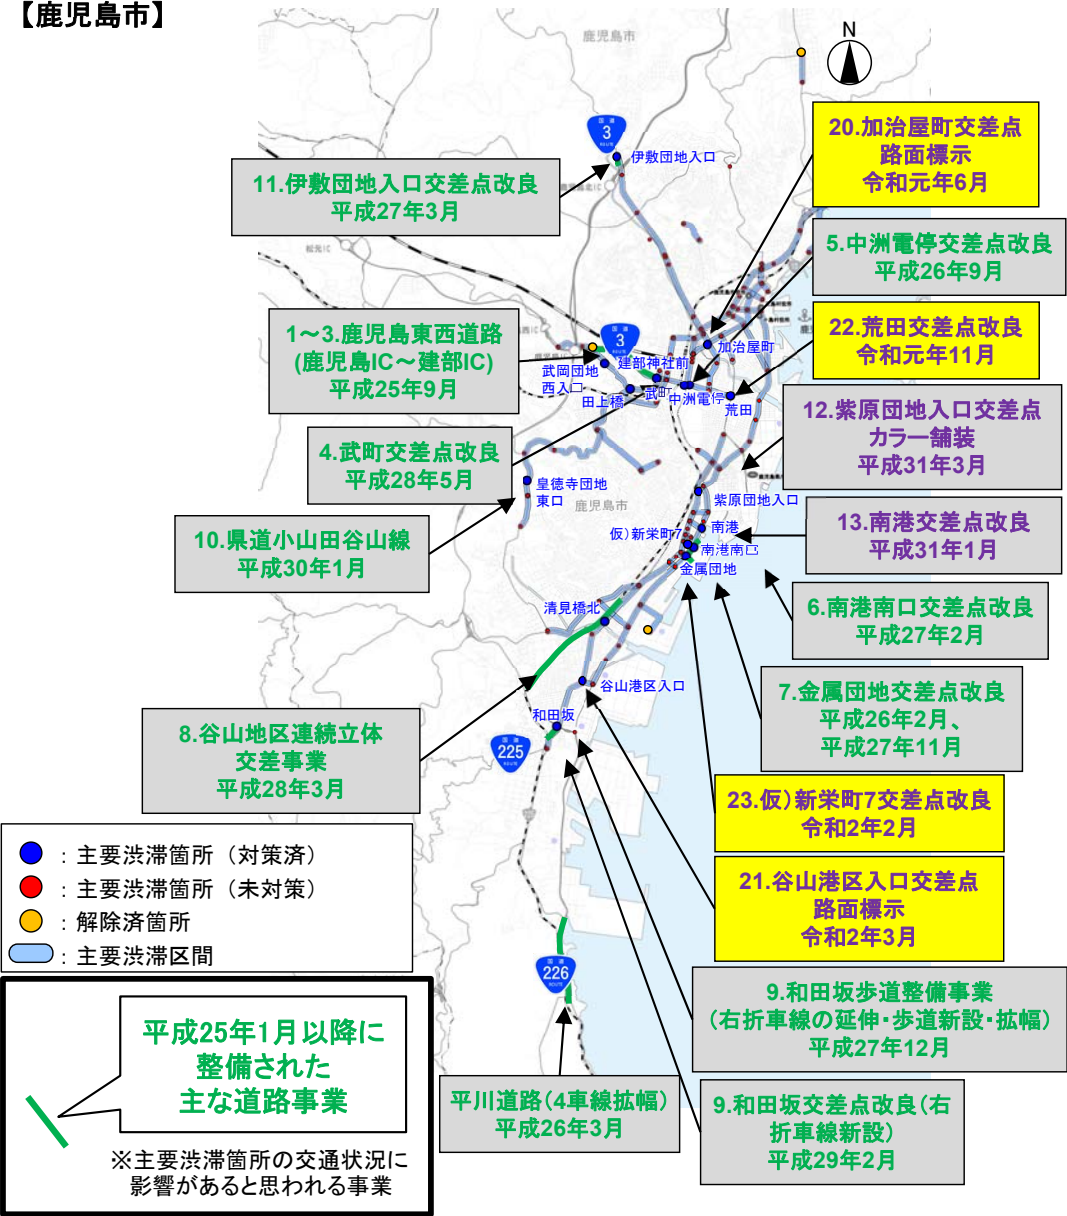 【鹿児島市】
鹿児島市
N
国道
3
ROUTE
伊敷団地入口
20.加治屋町交差点
路面標示
令和元年6月
11.伊敷団地入口交差点改良
平成27年3月
5.中洲電停交差点改良
平成26年9月
1～3.鹿児島東西道路
(鹿児島IC～建部IC)
平成25年9月
国道
3
22.荒田交差点改良
令和元年11月
加治屋町
建部神社前
武岡団地
西入口
田上橋
武町
中洲電停
荒田
12.紫原団地入口交差点
カラー舗装
平成31年3月
4.武町交差点改良
平成28年5月
皇徳寺団地
東口
鹿児島市
紫原団地入口
10.県道小山田谷山線
平成30年1月
仮）新栄町7
南港
南港南口
金属団地
13.南港交差点改良
平成31年1月
清見橋北
6.南港南口交差点改良
平成27年2月
谷山港区入口
7.金属団地交差点改良
平成26年2月、
平成27年11月
和田坂
国道
225
ROUTE
8.谷山地区連続立体
交差事業
平成28年3月
23.仮）新栄町7交差点改良
令和2年2月
：主要渋滞箇所（対策済）
：主要渋滞箇所（未対策）
：解除済箇所
：主要渋滞区間
21.谷山港区入口交差点
路面標示
令和2年3月
国道
226
ROUTE
9.和田坂歩道整備事業
（右折車線の延伸・歩道新設・拡幅）
平成27年12月
平成25年1月以降に
整備された
主な道路事業
※主要渋滞箇所の交通状況に
影響があると思われる事業
平川道路（4車線拡幅）
平成26年3月
9.和田坂交差点改良（右
折車線新設）
平成29年2月